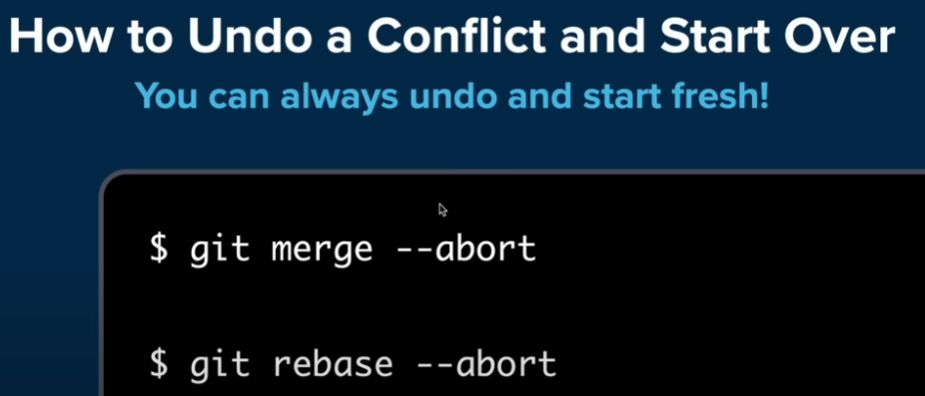 How to Undo a Conflict and Start Over
You can always undo and start fresh!
$ git merge --abort
$ git rebase --abort